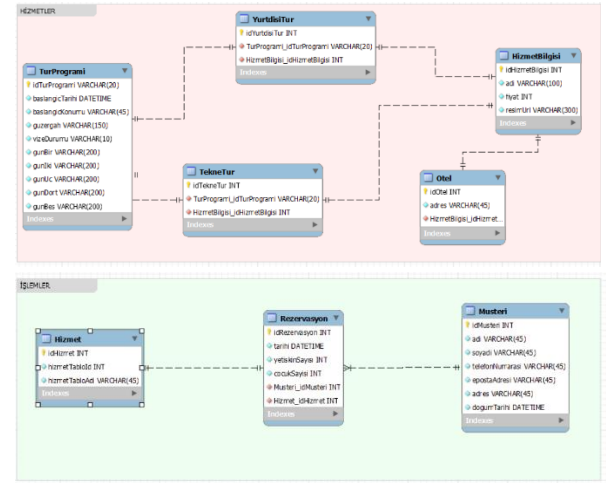 HİZMETLER
YurtdisiTur
idYurtdisiTur INT
TurProgrami_idTurProgrami VARCHAR(20)
HizmetBilgisi_idHizmetBilgisi INT
Indexes
TurProgrami
idTurProgrami VARCHAR(20)
baslangicTarihi DATETIME
baslangicKonumu VARCHAR(45)
guzergah VARCHAR(150)
vizeDurumu VARCHAR(10)
gunBir VARCHAR(200)
gunIki VARCHAR(200)
gunUc VARCHAR(200)
gunDort VARCHAR(200)
gunBes VARCHAR(200)
Indexes
HizmetBilgisi
idHizmetBilgisi INT
adi VARCHAR(100)
fiyat INT
resimUrl VARCHAR(300)
Indexes
TekneTur
idTekneTur INT
TurProgrami_idTurProgrami VARCHAR(20)
HizmetBilgisi_idHizmetBilgisi INT
Indexes
Otel
idOtel INT
adres VARCHAR(45)
HizmetBilgisi_idHizmet...
Indexes
İŞLEMLER
Hizmet
idHizmet INT
hizmetTabloId INT
hizmetTabloAdi VARCHAR(45)
Indexes
Rezervasyon
idRezervasyon INT
tarihi DATETIME
yetiskinSayisi INT
cocukSayisi INT
Musteri_idMusteri INT
Hizmet_idHizmet INT
Indexes
Musteri
idMusteri INT
adi VARCHAR(45)
soyadi VARCHAR(45)
telefonNumarasi VARCHAR(45)
epostaAdresi VARCHAR(45)
adres VARCHAR(45)
dogumTarihi DATETIME
Indexes